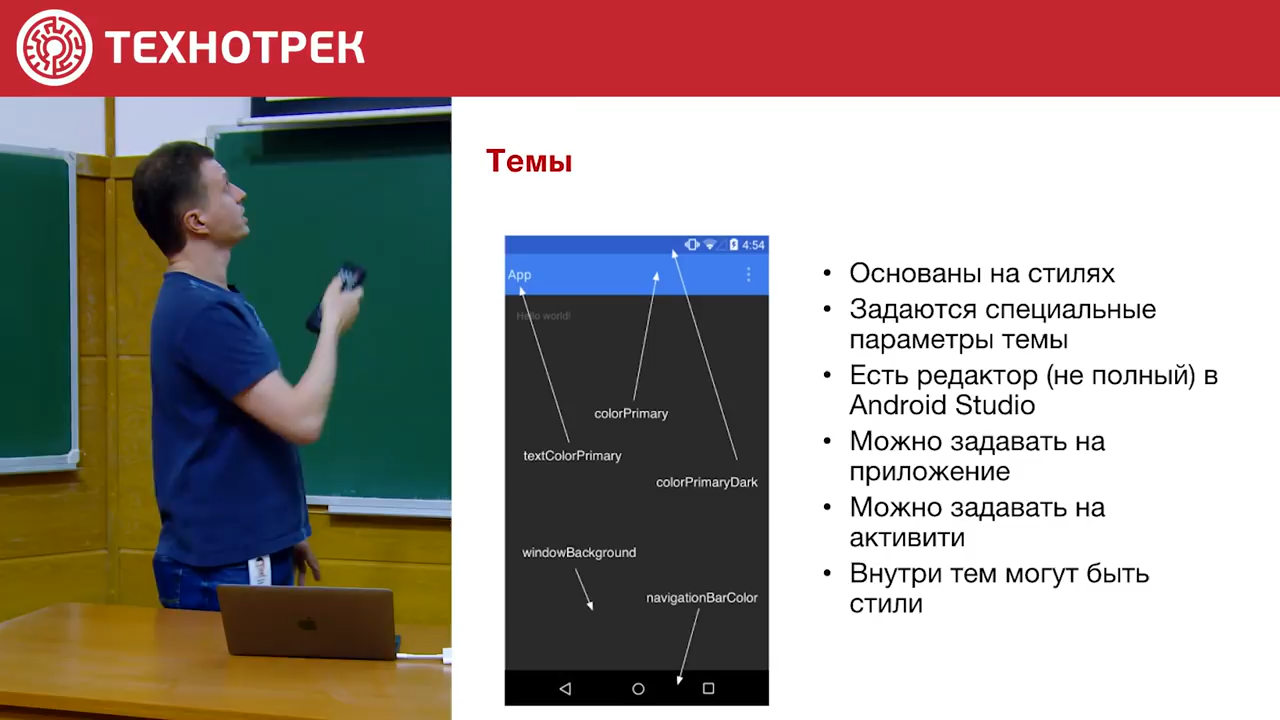 ТЕХНОТРЕК
Темы
4:54
App
Hello world!
colorPrimary
textColorPrimary
colorPrimaryDark
windowBackground
navigationBarColor
• Основаны на стилях
• Задаются специальные
параметры темы
• Есть редактор (не полный) в
Android Studio
• Можно задавать на
приложение
• Можно задавать на
активити
• Внутри тем могут быть
стили